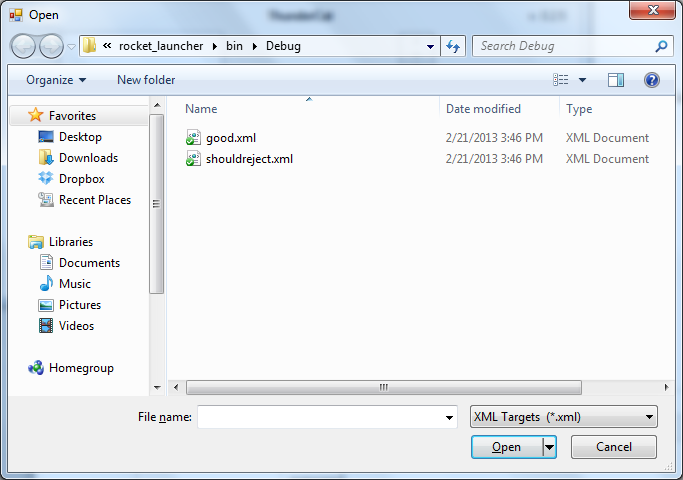 ThunderCat
Open
« rocket_launcher ▸ bin ▸ Debug
Search Debug
Organize
New folder
Name
Date modified
Type
Favorites
Desktop
Downloads
Dropbox
Recent Places
Libraries
Documents
Music
Pictures
Videos
Homegroup
good.xml
2/21/2013 3:46 PM
XML Document
shouldreject.xml
2/21/2013 3:46 PM
XML Document
File name:
XML Targets (*.xml)
Open
Cancel